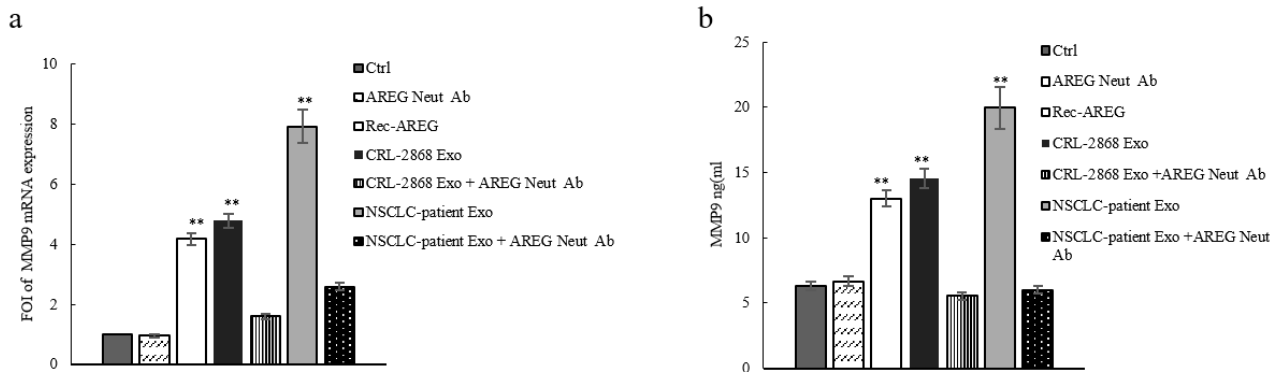 a
FOI of MMP9 mRNA expression
10
8
6
4
2
0
**
**
**
Ctrl
AREG Neut Ab
Rec-AREG
CRL-2868 Exo
CRL-2868 Exo + AREG Neut Ab
NSCLC-patient Exo
NSCLC-patient Exo + AREG Neut Ab
b
MMP9 ng(ml
25
20
15
10
5
0
**
**
**
Ctrl
AREG Neut Ab
Rec-AREG
CRL-2868 Exo
CRL-2868 Exo +AREG Neut Ab
NSCLC-patient Exo
NSCLC-patient Exo +AREG Neut
Ab